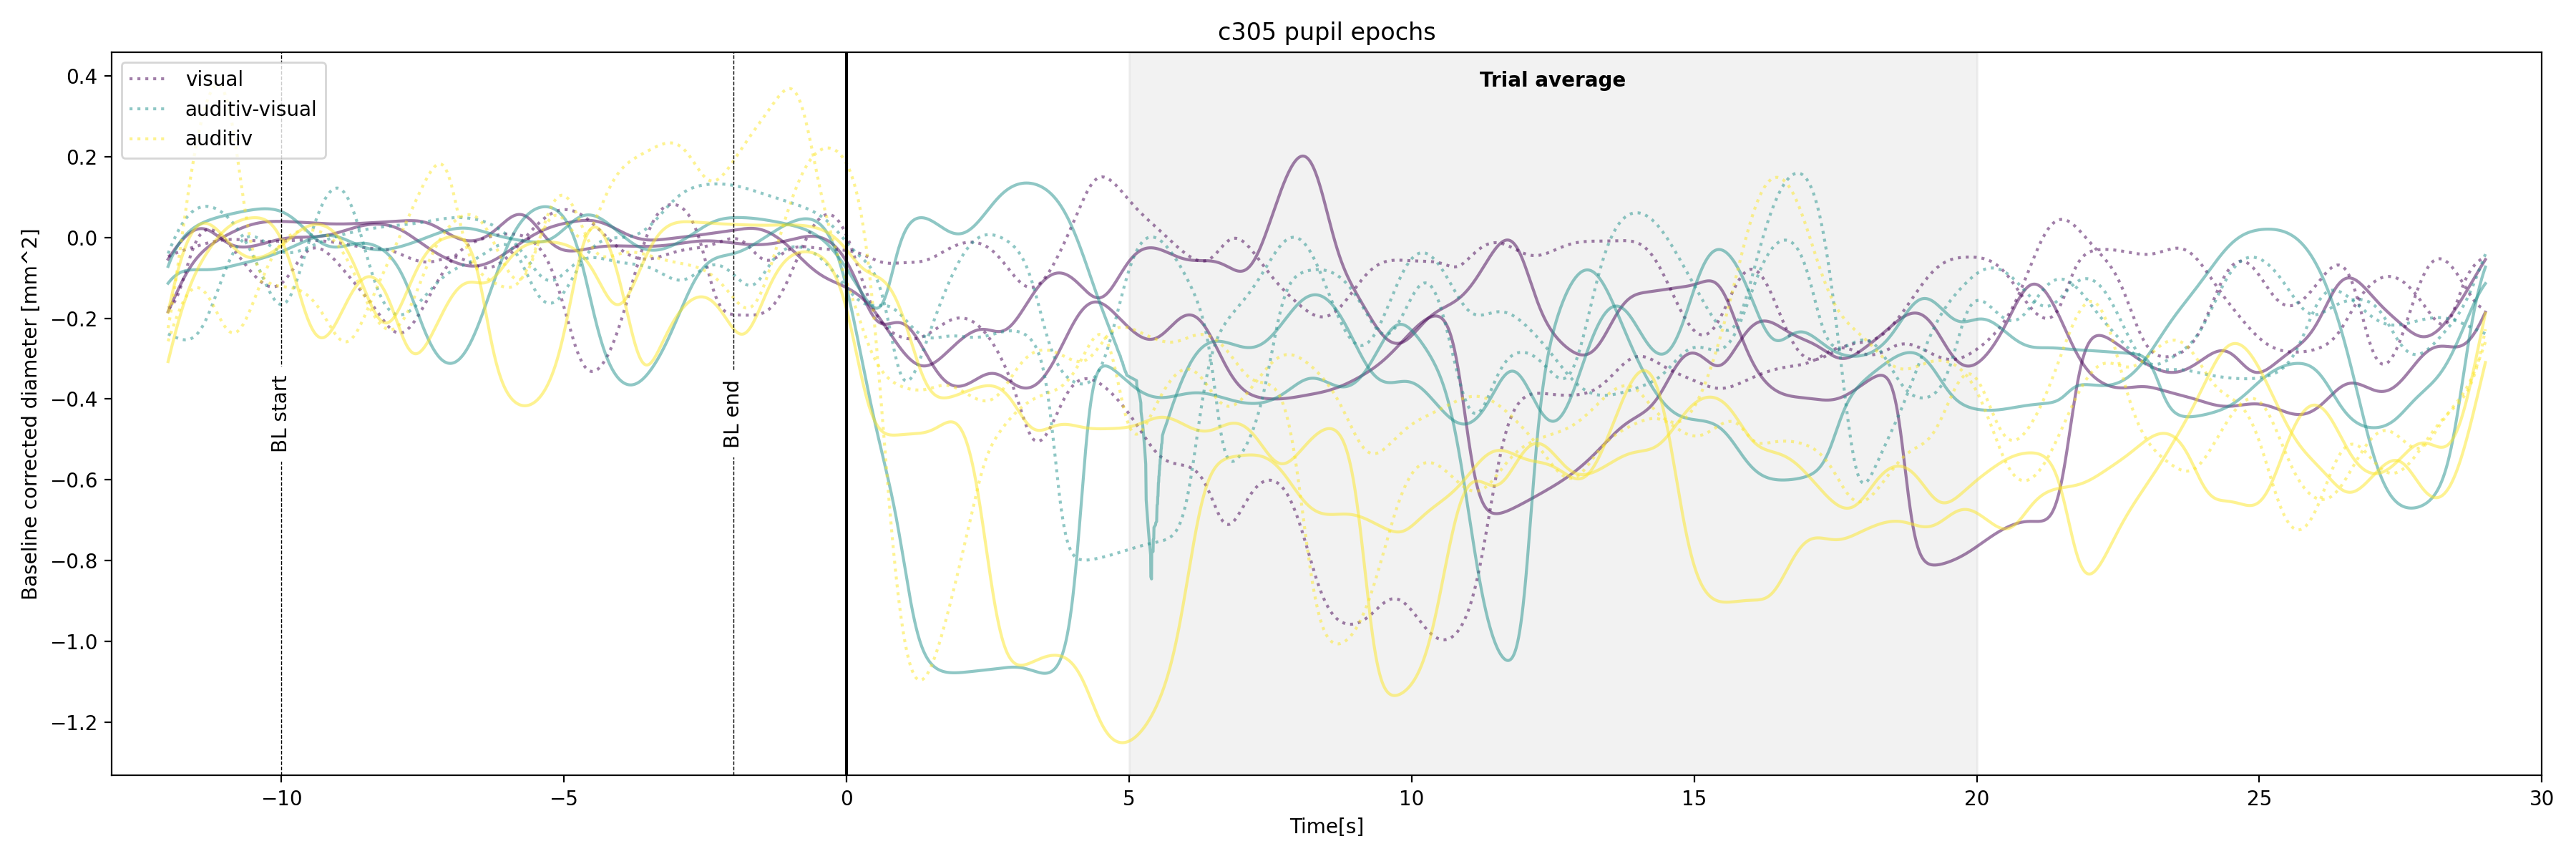 c305 pupil epochs
visual
auditiv-visual
auditiv
Trial average
BL start
BL end
Baseline corrected diameter [mm^2]
0.4
0.2
0.0
−0.2
−0.4
−0.6
−0.8
−1.0
−1.2
−10
−5
0
5
10
15
20
25
30
Time[s]